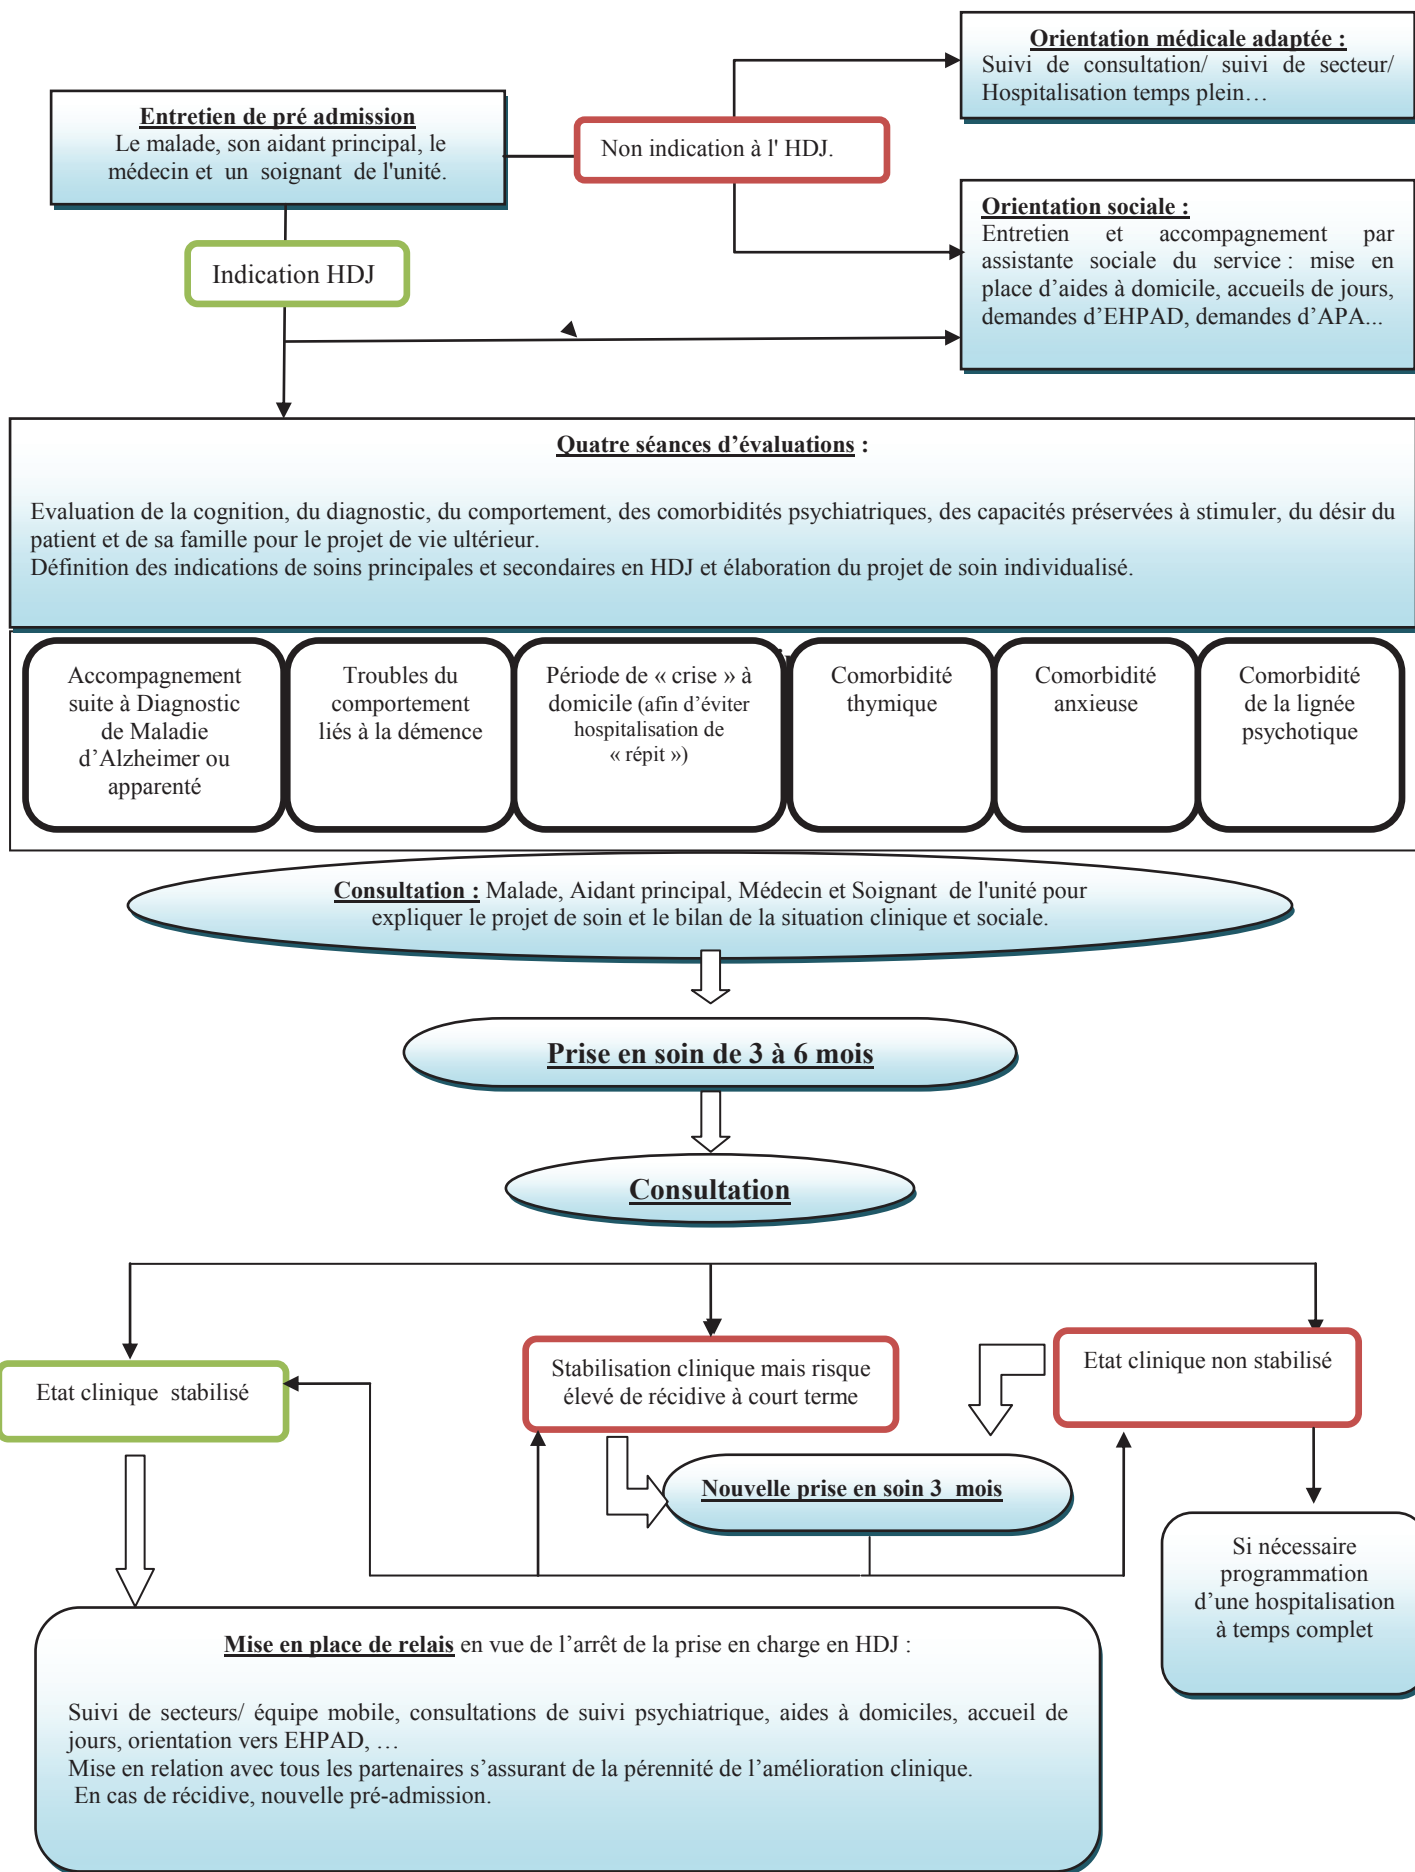 Orientation médicale adaptée :
Suivi de consultation/ suivi de secteur/
Hospitalisation temps plein…
Entretien de pré admission
Le malade, son aidant principal, le
médecin et un soignant de l'unité.
Non indication à l' HDJ.
Orientation sociale :
Entretien et accompagnement par
assistante sociale du service : mise en
place d’aides à domicile, accueils de jours,
demandes d’EHPAD, demandes d’APA...
Indication HDJ
Quatre séances d’évaluations :
Evaluation de la cognition, du diagnostic, du comportement, des comorbidités psychiatriques, des capacités préservées à stimuler, du désir du
patient et de sa famille pour le projet de vie ultérieur.
Définition des indications de soins principales et secondaires en HDJ et élaboration du projet de soin individualisé.
Accompagnement
suite à Diagnostic
de Maladie
d’Alzheimer ou
apparenté
Troubles du
comportement
liés à la démence
Période de « crise » à
domicile (afin d’éviter
hospitalisation de
« répit »)
Comorbidité
thymique
Comorbidité
anxieuse
Comorbidité
de la lignée
psychotique
Consultation : Malade, Aidant principal, Médecin et Soignant de l'unité pour
expliquer le projet de soin et le bilan de la situation clinique et sociale.
Prise en soin de 3 à 6 mois
Consultation
Etat clinique stabilisé
Stabilisation clinique mais risque
élevé de récidive à court terme
Etat clinique non stabilisé
Nouvelle prise en soin 3 mois
Si nécessaire
programmation
d’une hospitalisation
à temps complet
Mise en place de relais en vue de l’arrêt de la prise en charge en HDJ :
Suivi de secteurs/ équipe mobile, consultations de suivi psychiatrique, aides à domiciles, accueil de
jours, orientation vers EHPAD, …
Mise en relation avec tous les partenaires s’assurant de la pérennité de l’amélioration clinique.
En cas de récidive, nouvelle pré-admission.